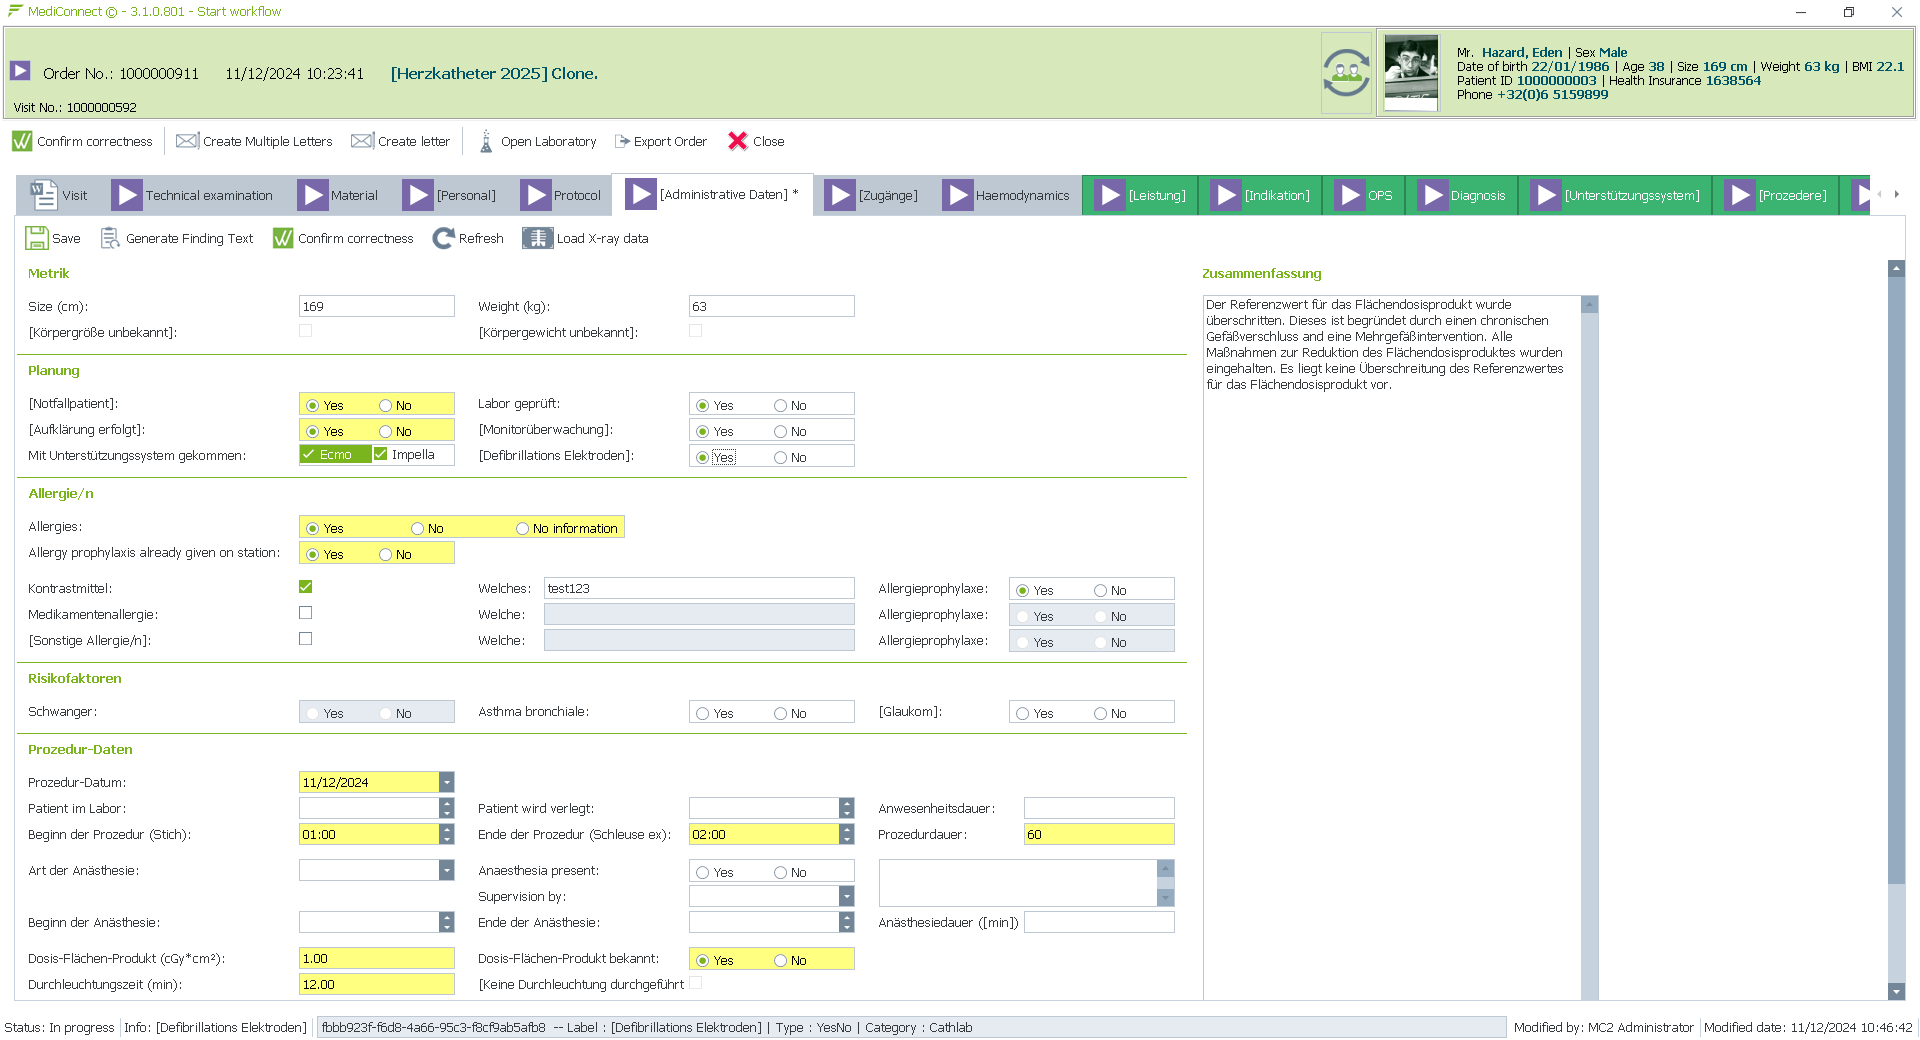 MediConnect © - 3.1.0.801 - Start workflow
Order No.: 1000000911 11/12/2024 10:23:41 [Herzkatheter 2025] Clone.
Visit No.: 1000000592
Mr. Hazard, Eden | Sex Male
Date of birth 22/01/1986 | Age 38 | Size 169 cm | Weight 63 kg | BMI 22.1
Patient ID 1000000003 | Health Insurance 1638564
Phone +32(0)6 5159899
Confirm correctness Create Multiple Letters Create letter Open Laboratory Export Order Close
Visit Technical examination Material [Personal] Protocol [Administrative Daten] * [Zugänge] Haemodynamics [Leistung] [Indikation] OPS Diagnosis [Unterstützungssystem] [Prozedere]
Save Generate Finding Text Confirm correctness Refresh Load X-ray data
Metrik
Size (cm): 169 Weight (kg): 63
[Körpergröße unbekannt]: [Körpergewicht unbekannt]:
Planung
[Notfallpatient]: Yes No Labor geprüft: Yes No
[Aufklärung erfolgt]: Yes No [Monitorüberwachung]: Yes No
Mit Unterstützungssystem gekommen: Ecmo Impella [Defibrillations Elektroden]: Yes No
Allergie/n
Allergies: Yes No No information
Allergy prophylaxis already given on station: Yes No
Kontrastmittel: Welches: test123 Allergieprophylaxe: Yes No
Medikamentenallergie: Welche: Allergieprophylaxe: Yes No
[Sonstige Allergie/n]: Welche: Allergieprophylaxe: Yes No
Risikofaktoren
Schwanger: Yes No Asthma bronchiale: Yes No [Glaukom]: Yes No
Prozedur-Daten
Prozedur-Datum: 11/12/2024
Patient im Labor: Patient wird verlegt: Anwesenheitsdauer:
Beginn der Prozedur (Stich): 01:00 Ende der Prozedur (Schleuse ex): 02:00 Prozedurdauer: 60
Art der Anästhesie: Anaesthesia present: Yes No
Supervision by:
Beginn der Anästhesie: Ende der Anästhesie: Anästhesiedauer ([min])
Dosis-Flächen-Produkt (cGy*cm²): 1.00 Dosis-Flächen-Produkt bekannt: Yes No
Durchleuchtungszeit (min): 12.00 [Keine Durchleuchtung durchgeführt
Zusammenfassung
Der Referenzwert für das Flächendosisprodukt wurde
überschritten. Dieses ist begründet durch einen chronischen
Gefäßverschluss and eine Mehrgefäßintervention. Alle
Maßnahmen zur Reduktion des Flächendosisproduktes wurden
eingehalten. Es liegt keine Überschreitung des Referenzwertes
für das Flächendosisprodukt vor.
Status: In progress Info: [Defibrillations Elektroden] fbbb923f-f6d8-4a66-95c3-f8cf9ab5afb8 -- Label : [Defibrillations Elektroden] | Type : YesNo | Category : Cathlab Modified by: MC2 Administrator Modified date: 11/12/2024 10:46:42